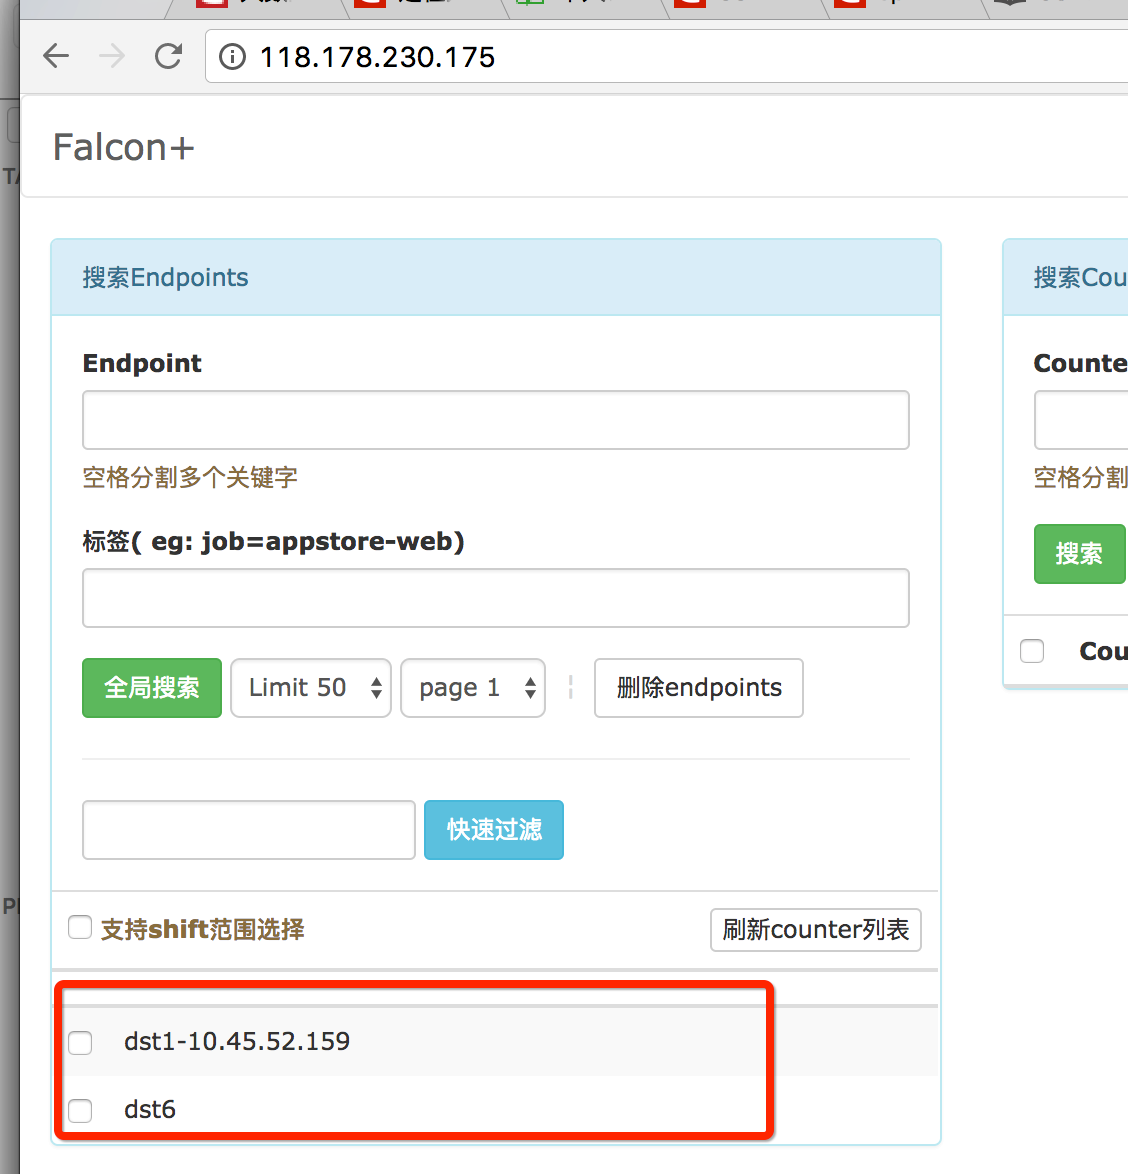 118.178.230.175
Falcon+
搜索Endpoints
Endpoint
空格分割多个关键字
标签( eg: job=appstore-web)
全局搜索
Limit 50
page 1
删除endpoints
快速过滤
支持shift范围选择
刷新counter列表
dst1-10.45.52.159
dst6
搜索Cou
Counte
空格分割
搜索
Cou